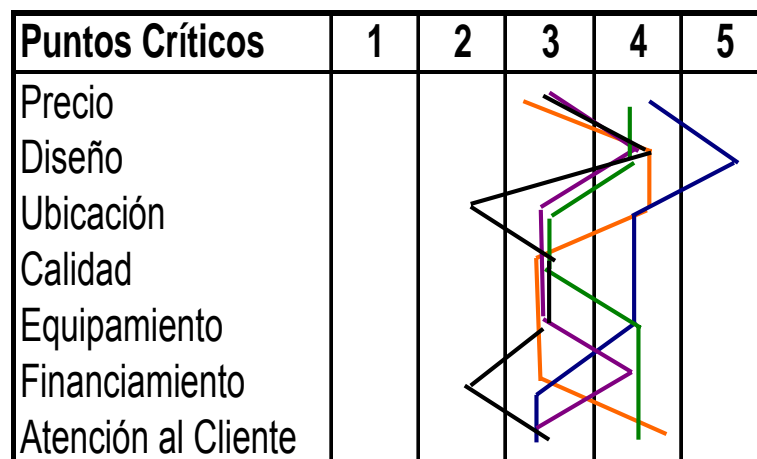 Puntos Críticos 1 2 3 4 5
Precio
Diseño
Ubicación
Calidad
Equipamiento
Financiamiento
Atención al Cliente